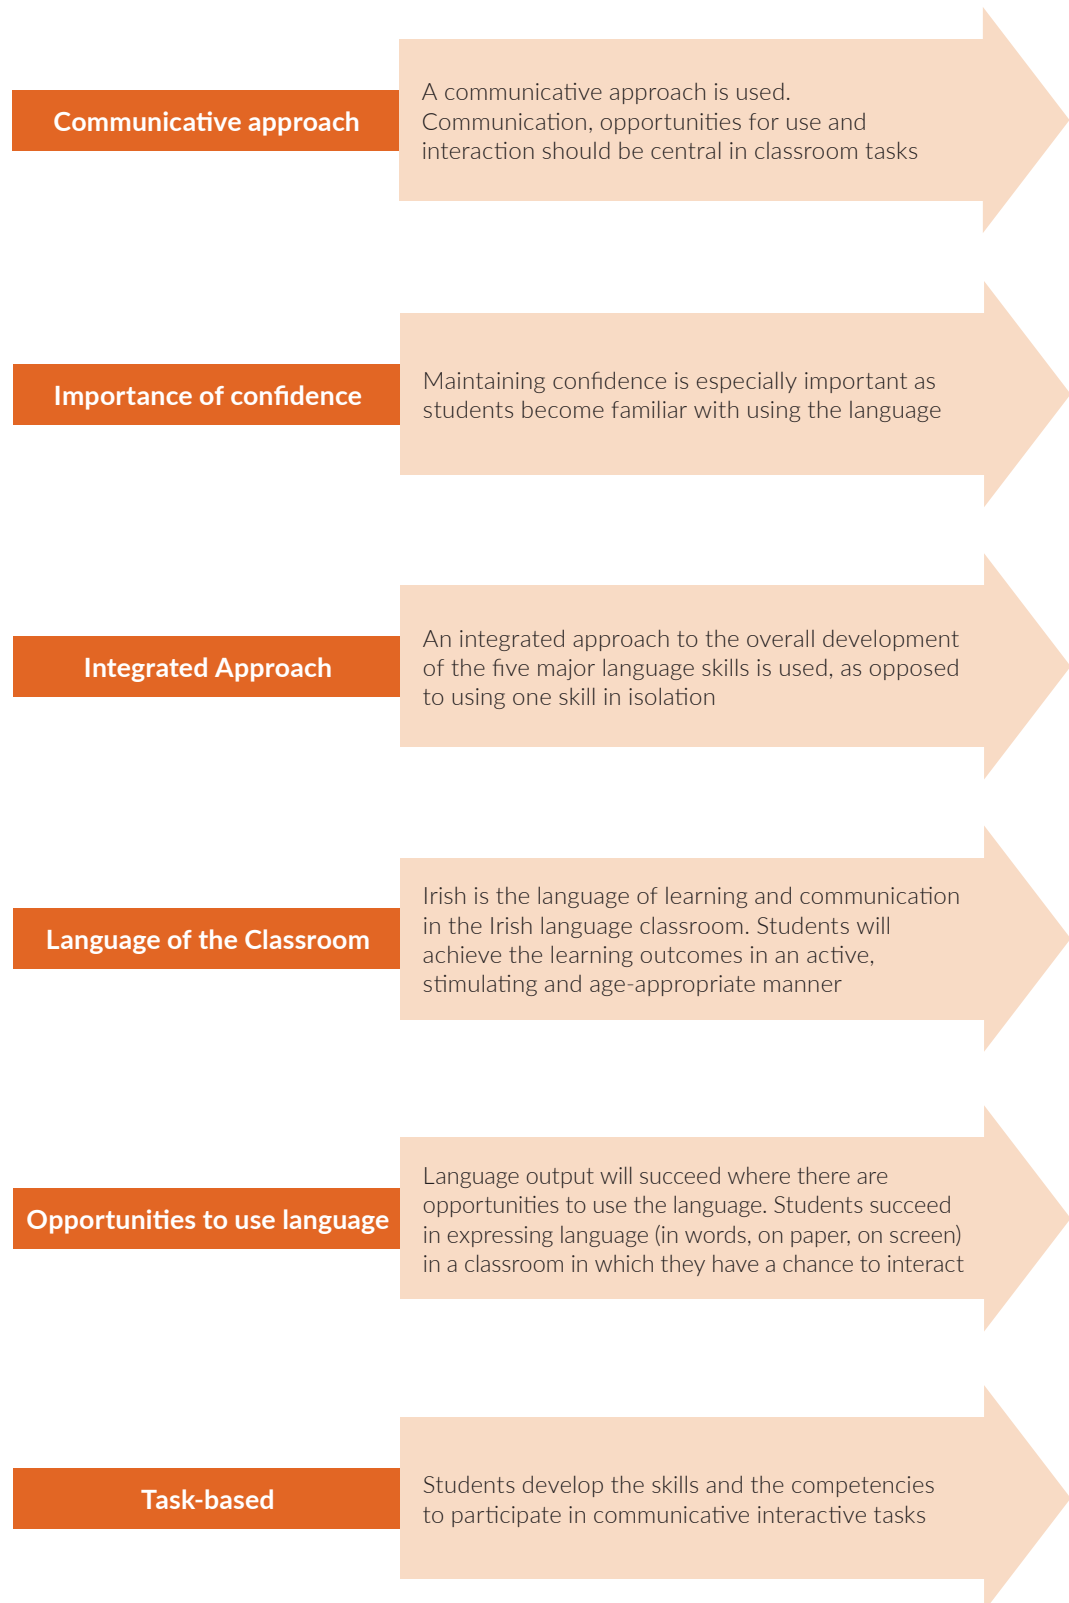 Communicative approach
A communicative approach is used.
Communication, opportunities for use and
interaction should be central in classroom tasks
Importance of confidence
Maintaining confidence is especially important as
students become familiar with using the language
Integrated Approach
An integrated approach to the overall development
of the five major language skills is used, as opposed
to using one skill in isolation
Language of the Classroom
Irish is the language of learning and communication
in the Irish language classroom. Students will
achieve the learning outcomes in an active,
stimulating and age-appropriate manner
Opportunities to use language
Language output will succeed where there are
opportunities to use the language. Students succeed
in expressing language (in words, on paper, on screen)
in a classroom in which they have a chance to interact
Task-based
Students develop the skills and the competencies
to participate in communicative interactive tasks